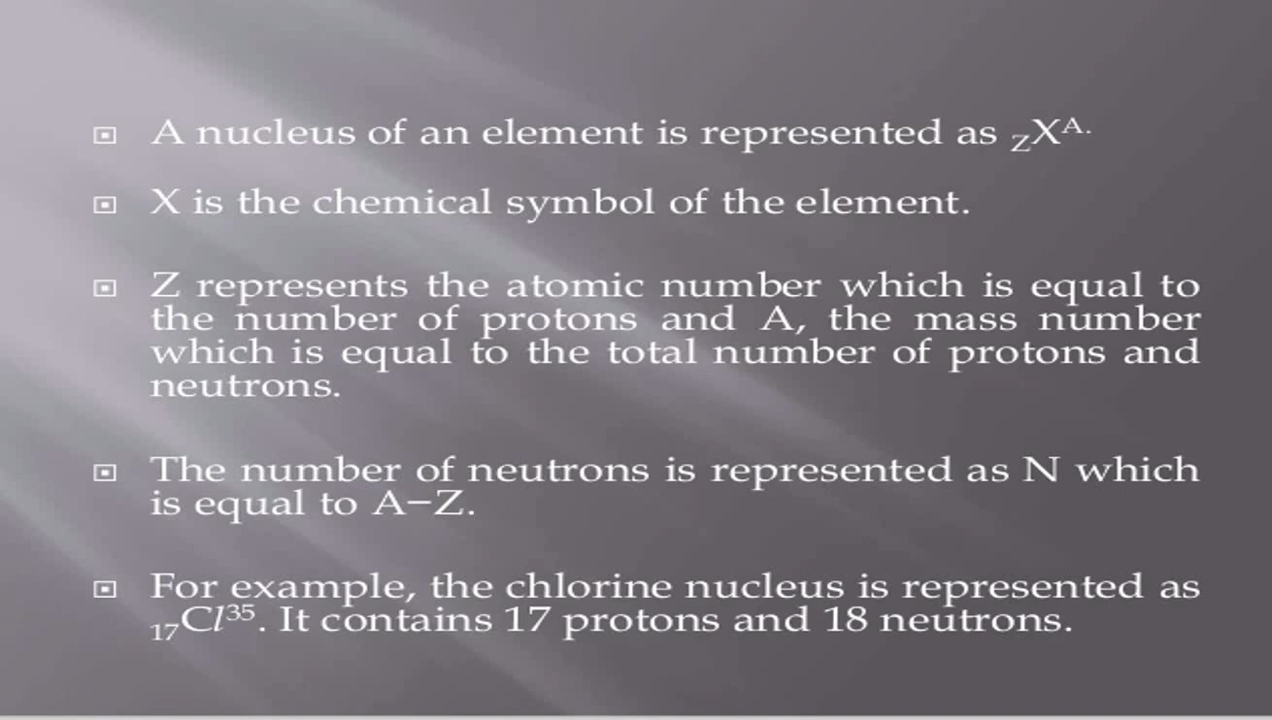 A nucleus of an element is represented as ZXA.
X is the chemical symbol of the element.
Z represents the atomic number which is equal to
the number of protons and A, the mass number
which is equal to the total number of protons and
neutrons.
The number of neutrons is represented as N which
is equal to A−Z.
For example, the chlorine nucleus is represented as
17Cl35. It contains 17 protons and 18 neutrons.